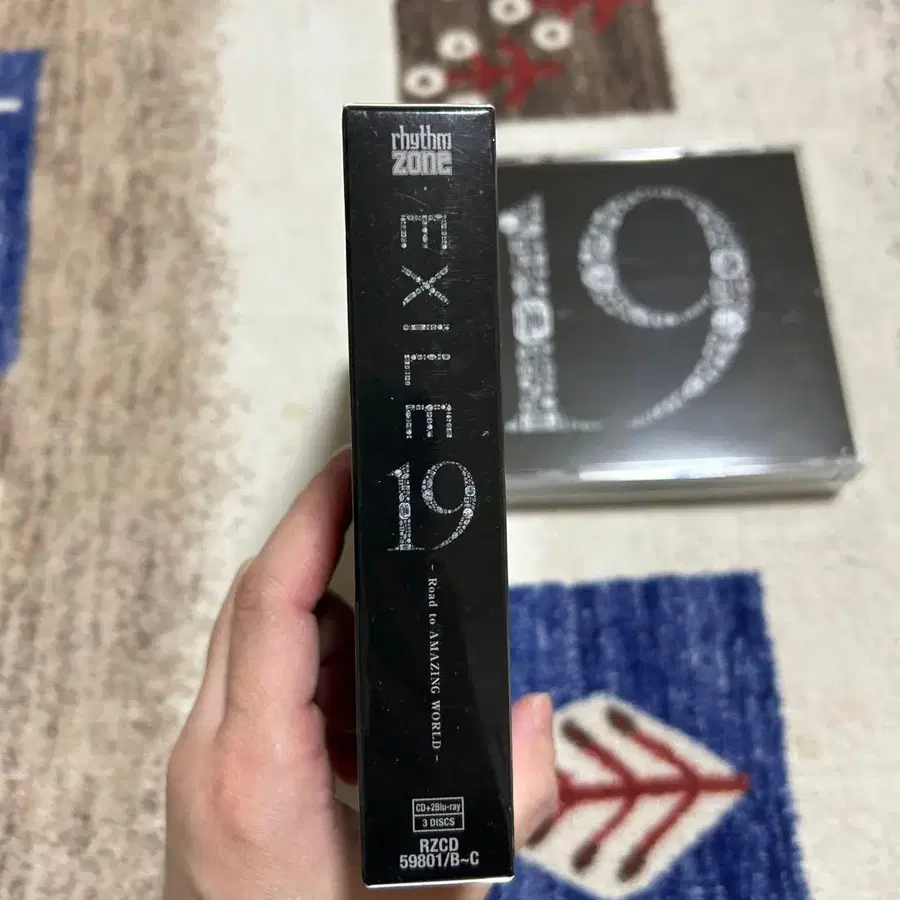 rhythm
zone
EXILE
19
- Road to AMAZING WORLD -
CD+2Blu-ray
3 DISCS
RZCD
59801/B~C
19